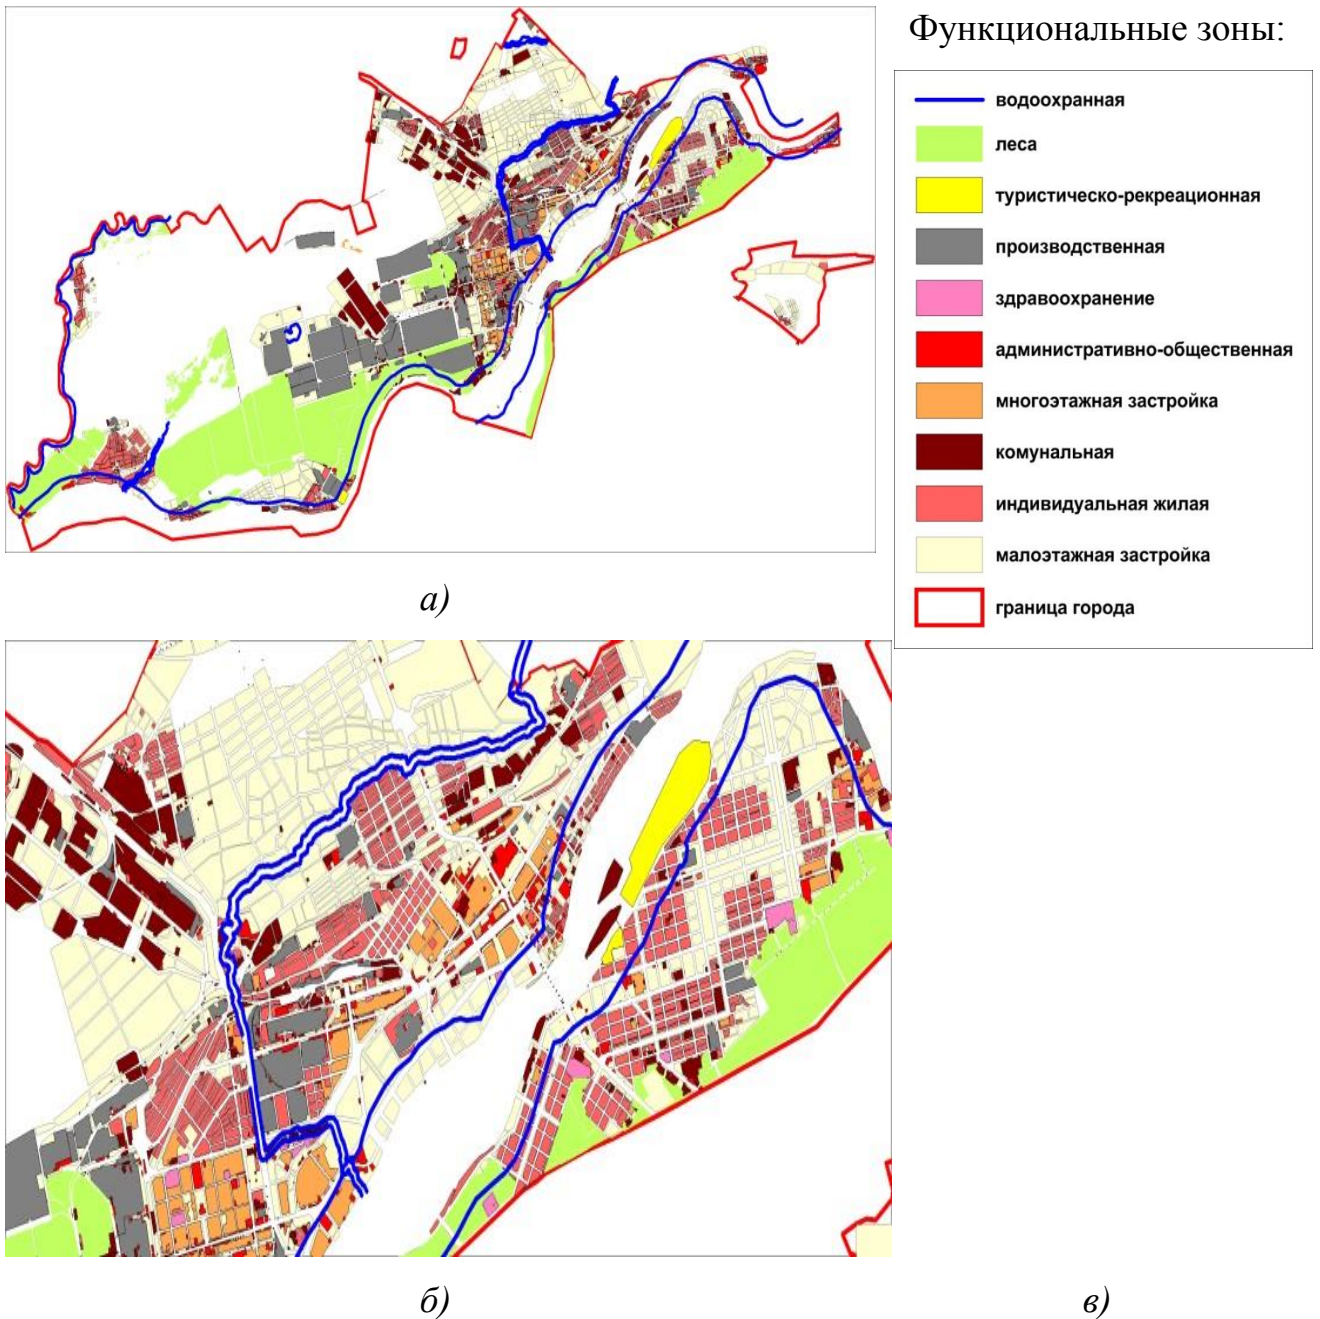 Функциональные зоны:
водоохранная
леса
туристическо-рекреационная
производственная
здравоохранение
административно-общественная
многоэтажная застройка
комунальная
индивидуальная жилая
малоэтажная застройка
граница города
а)
б)
в)